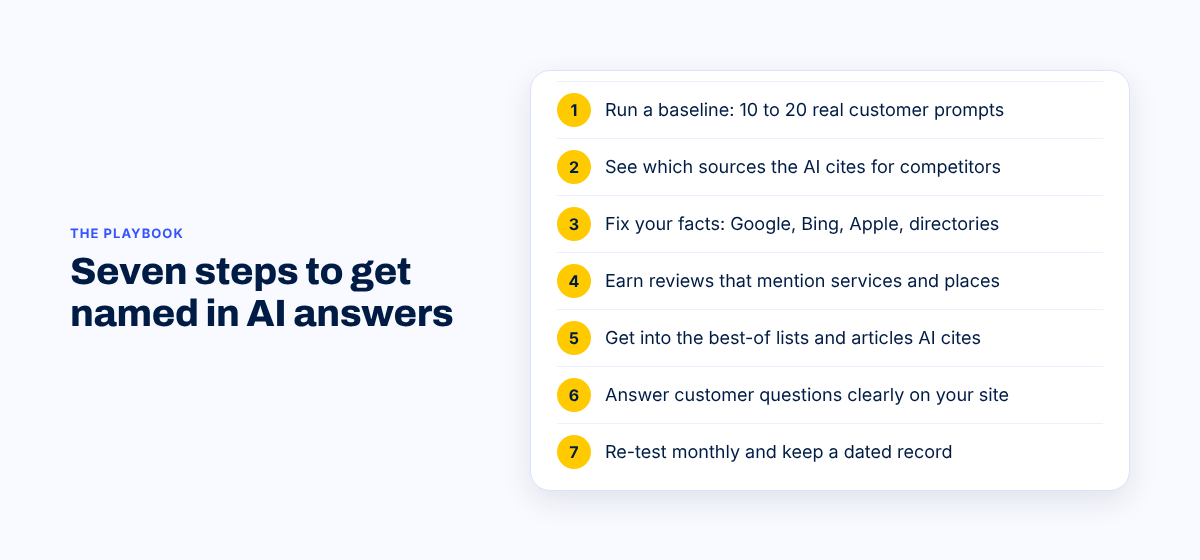 THE PLAYBOOK
Seven steps to get
named in AI answers
1 Run a baseline: 10 to 20 real customer prompts
2 See which sources the AI cites for competitors
3 Fix your facts: Google, Bing, Apple, directories
4 Earn reviews that mention services and places
5 Get into the best-of lists and articles AI cites
6 Answer customer questions clearly on your site
7 Re-test monthly and keep a dated record